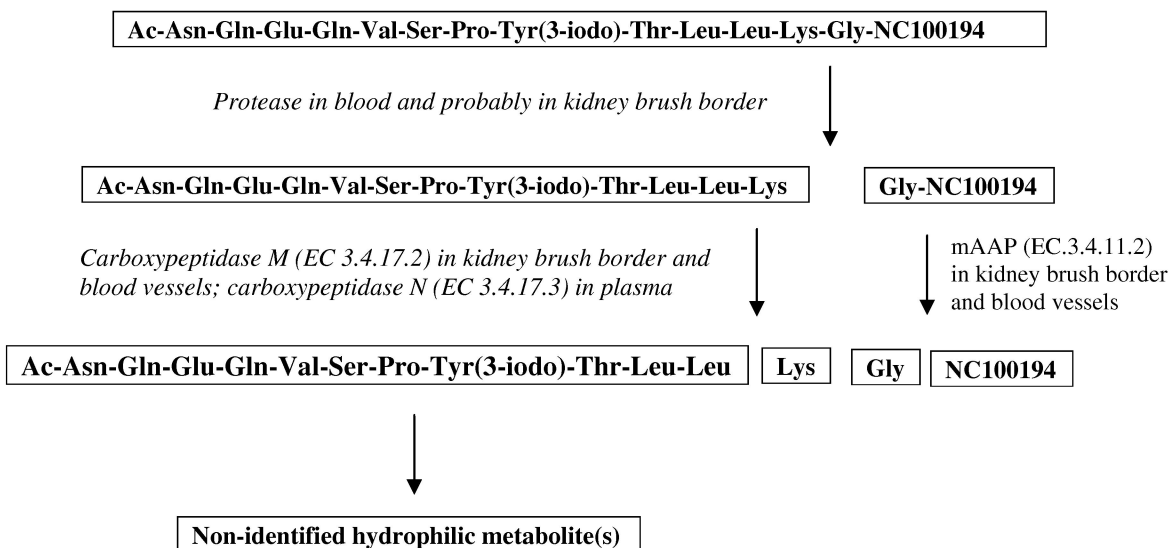 Ac-Asn-Gln-Glu-Gln-Val-Ser-Pro-Tyr(3-iodo)-Thr-Leu-Leu-Lys-Gly-NC100194
Protease in blood and probably in kidney brush border
Ac-Asn-Gln-Glu-Gln-Val-Ser-Pro-Tyr(3-iodo)-Thr-Leu-Leu-Lys
Gly-NC100194
Carboxypeptidase M (EC 3.4.17.2) in kidney brush border and
blood vessels; carboxypeptidase N (EC 3.4.17.3) in plasma
mAAP (EC.3.4.11.2)
in kidney brush border
and blood vessels
Ac-Asn-Gln-Glu-Gln-Val-Ser-Pro-Tyr(3-iodo)-Thr-Leu-Leu
Lys
Gly
NC100194
Non-identified hydrophilic metabolite(s)